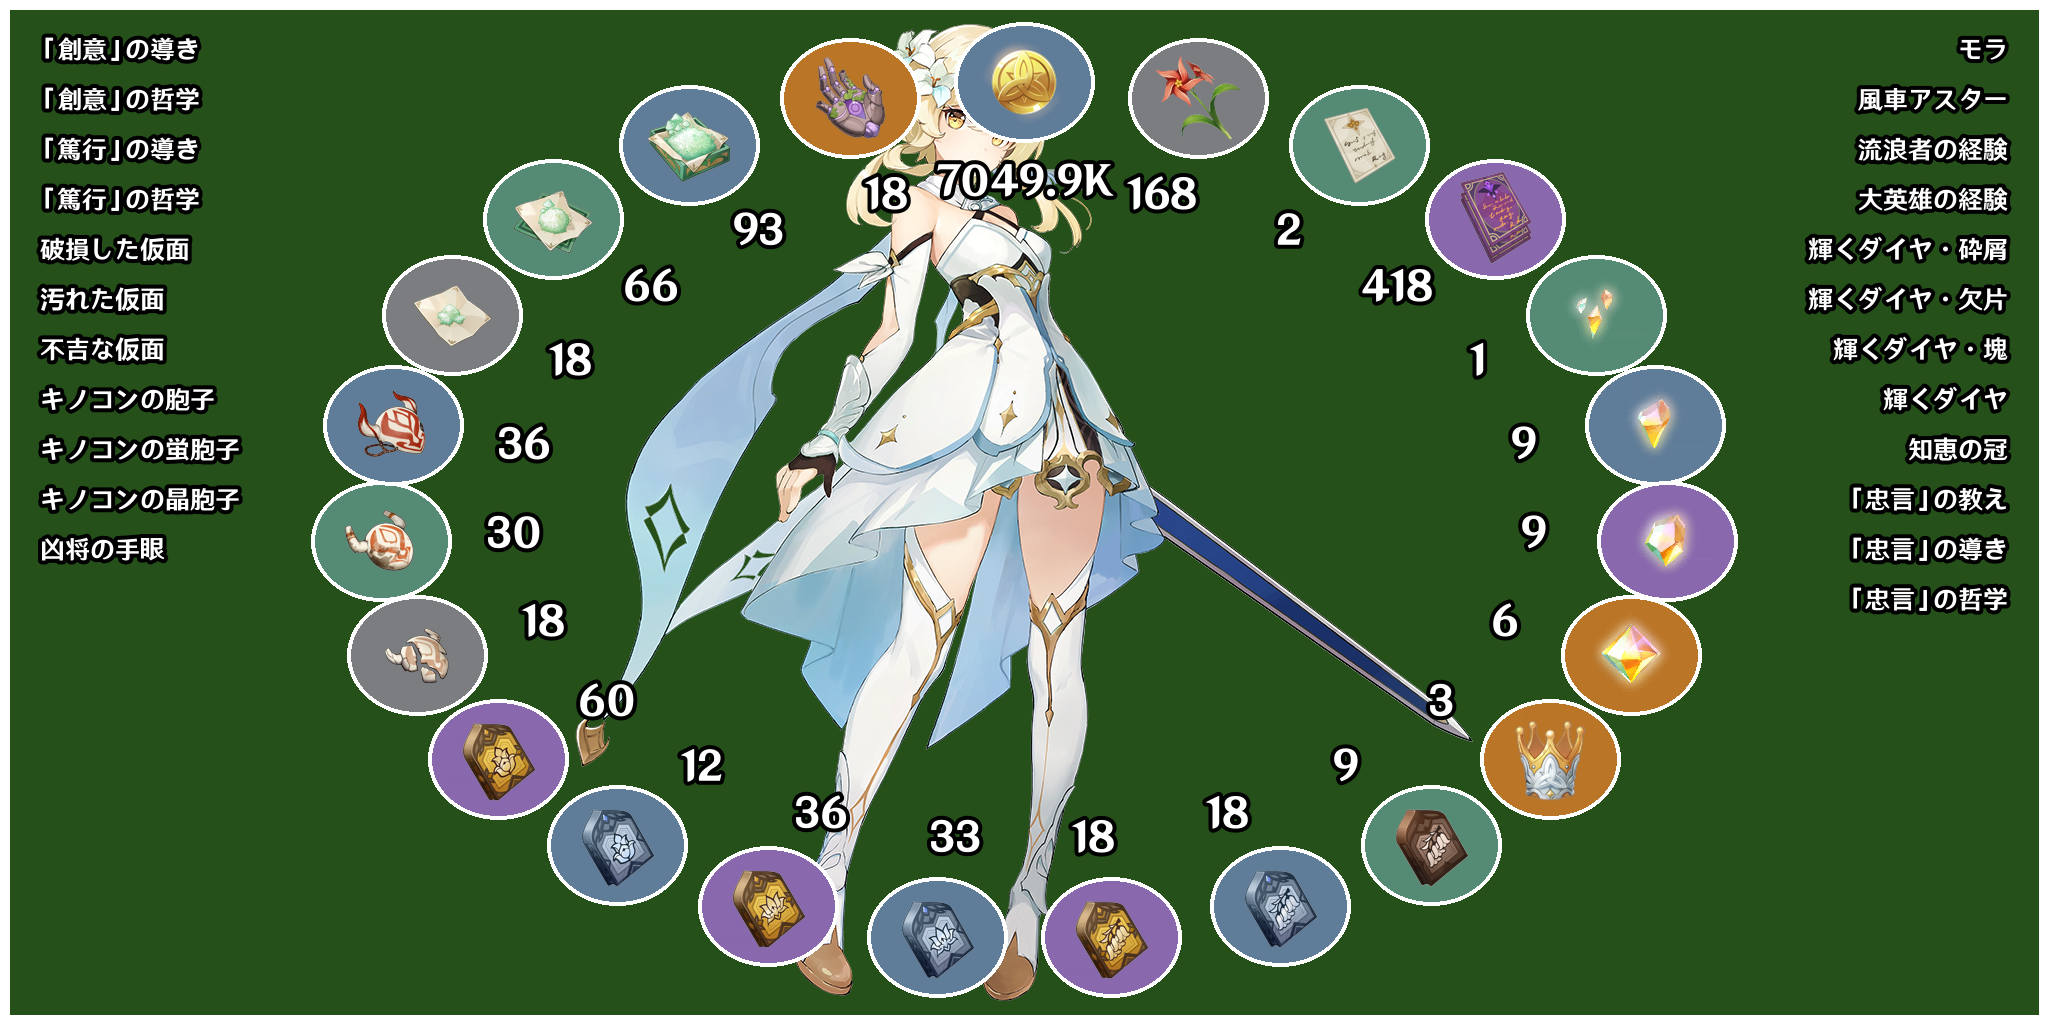 「創意」の導き
「創意」の哲学
「篤行」の導き
「篤行」の哲学
破損した仮面
汚れた仮面
不吉な仮面
キノコンの胞子
キノコンの蛍胞子
キノコンの晶胞子
凶将の手眼
モラ
風車アスター
流浪者の経験
大英雄の経験
輝くダイヤ・砕屑
輝くダイヤ・欠片
輝くダイヤ・塊
輝くダイヤ
知恵の冠
「忠言」の教え
「忠言」の導き
「忠言」の哲学
7049.9K
168
2
418
1
9
9
6
3
9
18
18
33
36
12
60
18
30
36
18
66
93
18